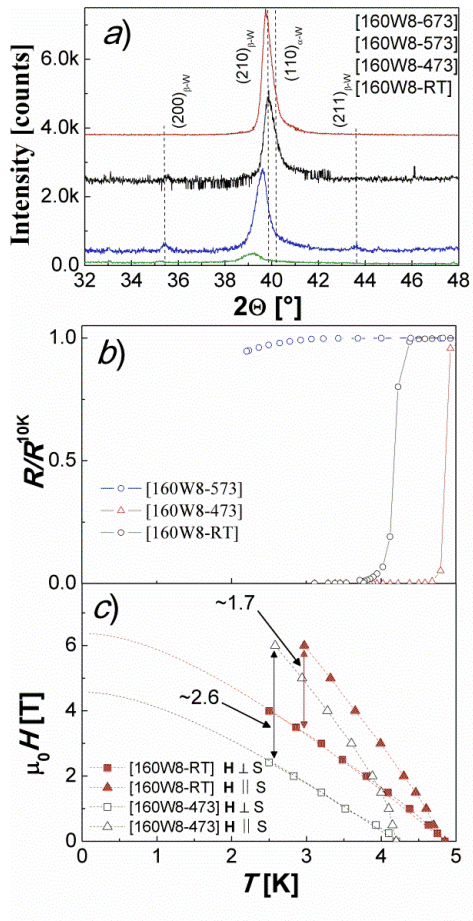 a)
[160W8-673]
[160W8-573]
[160W8-473]
[160W8-RT]
(200)β-W
(210)β-W
(110)α-W
(211)β-W
Intensity [counts]
6.0k
4.0k
2.0k
0.0
32 34 36 38 40 42 44 46 48
2Θ [°]
b)
R/R^10K
1.0
0.5
0.0
[160W8-573]
[160W8-473]
[160W8-RT]
c)
~1.7
~2.6
μ₀H [T]
8
6
4
2
0
[160W8-RT] H ⊥ S
[160W8-RT] H || S
[160W8-473] H ⊥ S
[160W8-473] H || S
0 1 2 3 4 5
T [K]